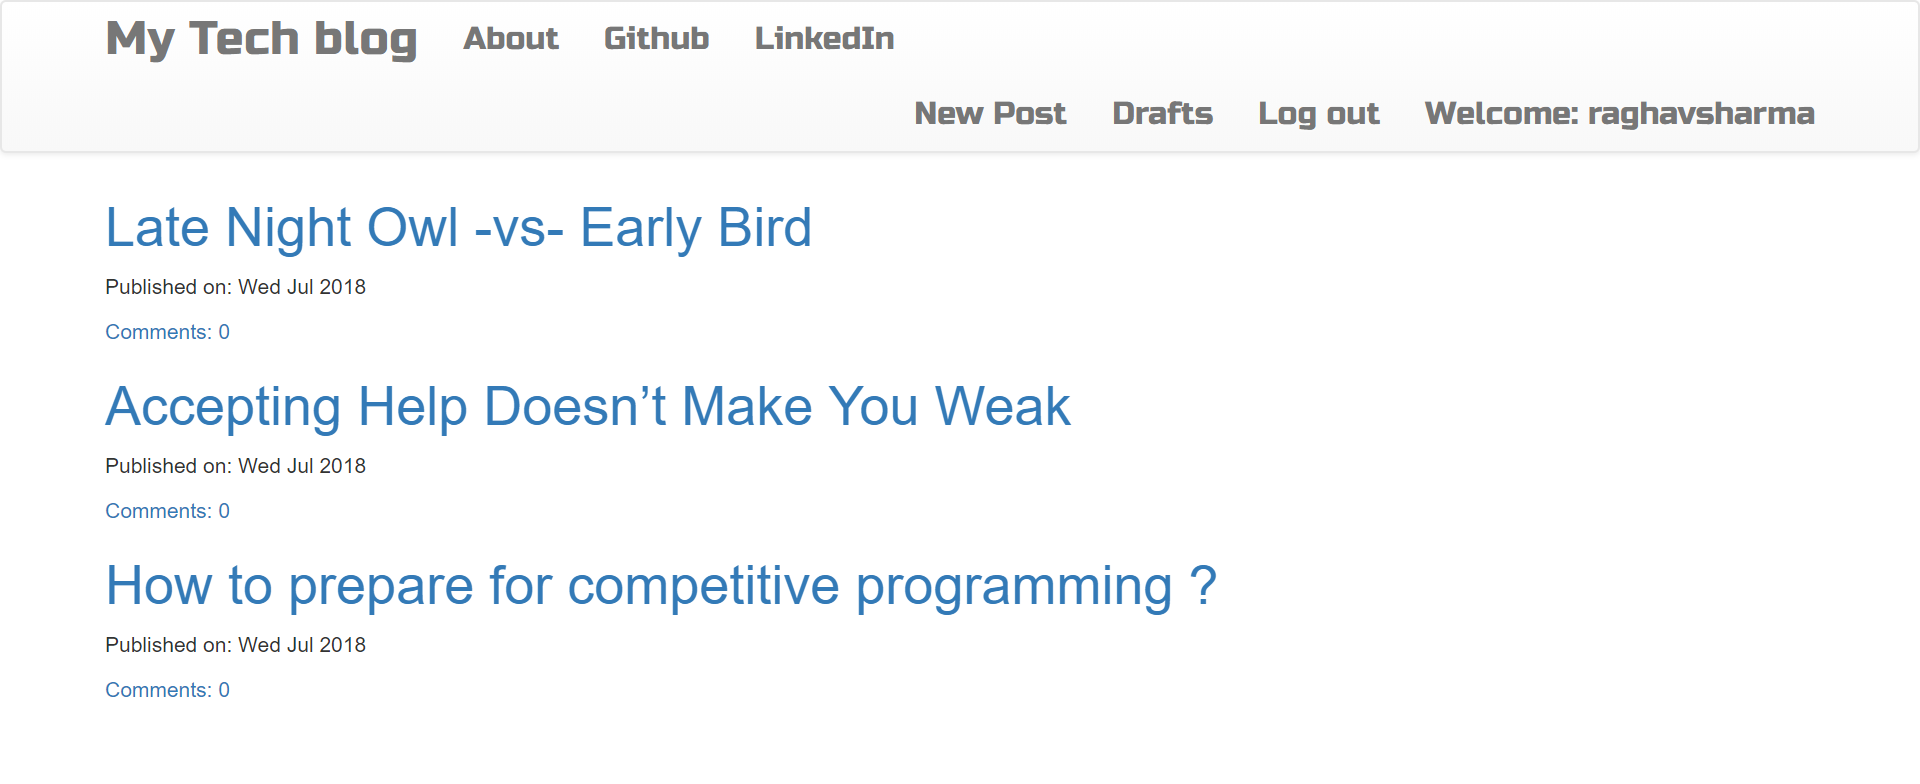 My Tech blog About Github LinkedIn
New Post Drafts Log out Welcome: raghavsharma
Late Night Owl -vs- Early Bird
Published on: Wed Jul 2018
Comments: 0
Accepting Help Doesn’t Make You Weak
Published on: Wed Jul 2018
Comments: 0
How to prepare for competitive programming ?
Published on: Wed Jul 2018
Comments: 0